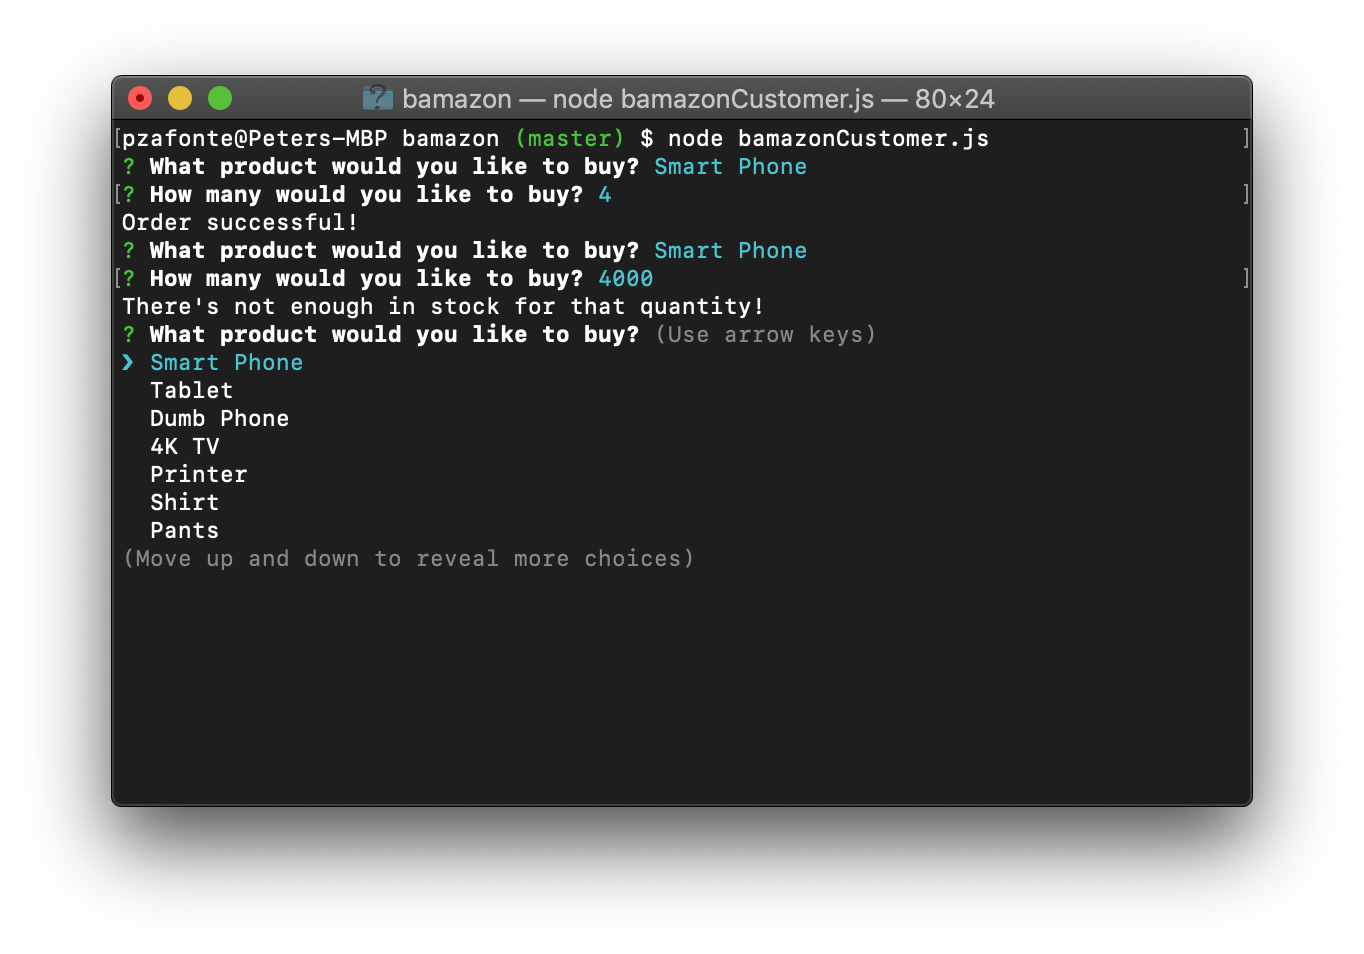 bamazon — node bamazonCustomer.js — 80×24
[pzafonte@Peters-MBP bamazon (master) $ node bamazonCustomer.js ]
? What product would you like to buy? Smart Phone
[? How many would you like to buy? 4 ]
Order successful!
? What product would you like to buy? Smart Phone
[? How many would you like to buy? 4000 ]
There's not enough in stock for that quantity!
? What product would you like to buy? (Use arrow keys)
❯ Smart Phone
Tablet
Dumb Phone
4K TV
Printer
Shirt
Pants
(Move up and down to reveal more choices)